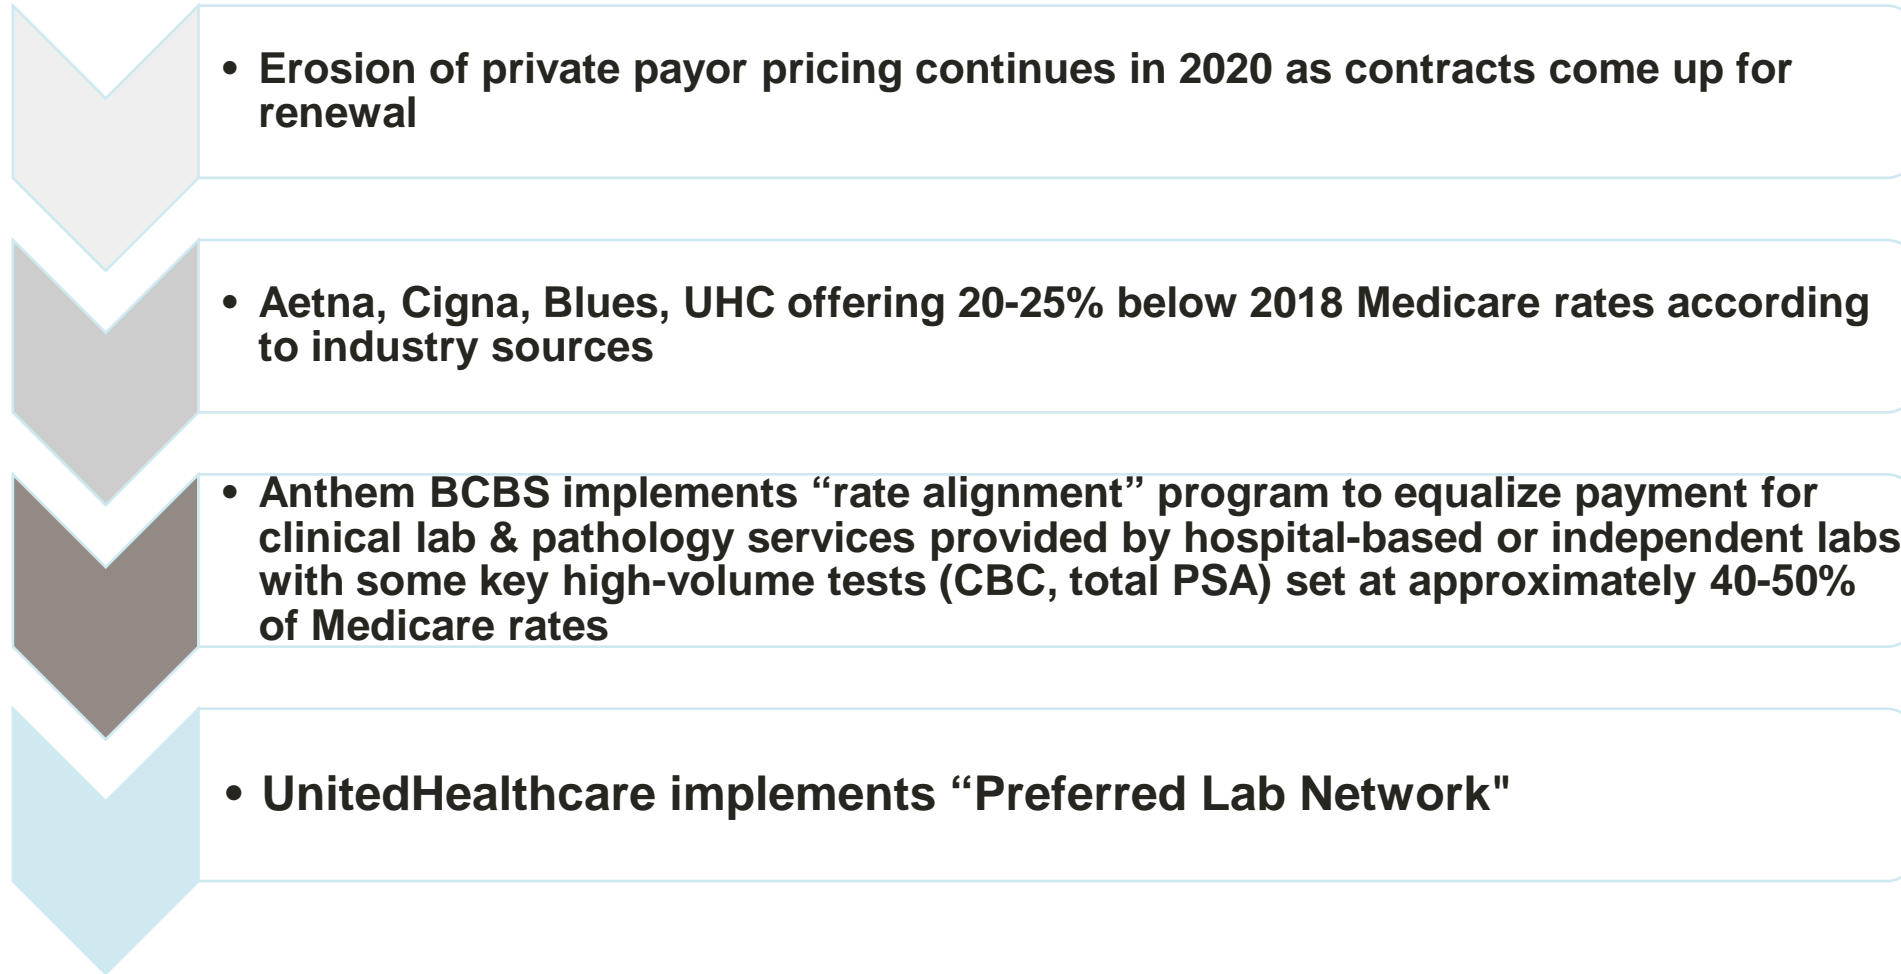 • Erosion of private payor pricing continues in 2020 as contracts come up for
renewal
• Aetna, Cigna, Blues, UHC offering 20-25% below 2018 Medicare rates according
to industry sources
• Anthem BCBS implements “rate alignment” program to equalize payment for
clinical lab & pathology services provided by hospital-based or independent labs
with some key high-volume tests (CBC, total PSA) set at approximately 40-50%
of Medicare rates
• UnitedHealthcare implements “Preferred Lab Network"